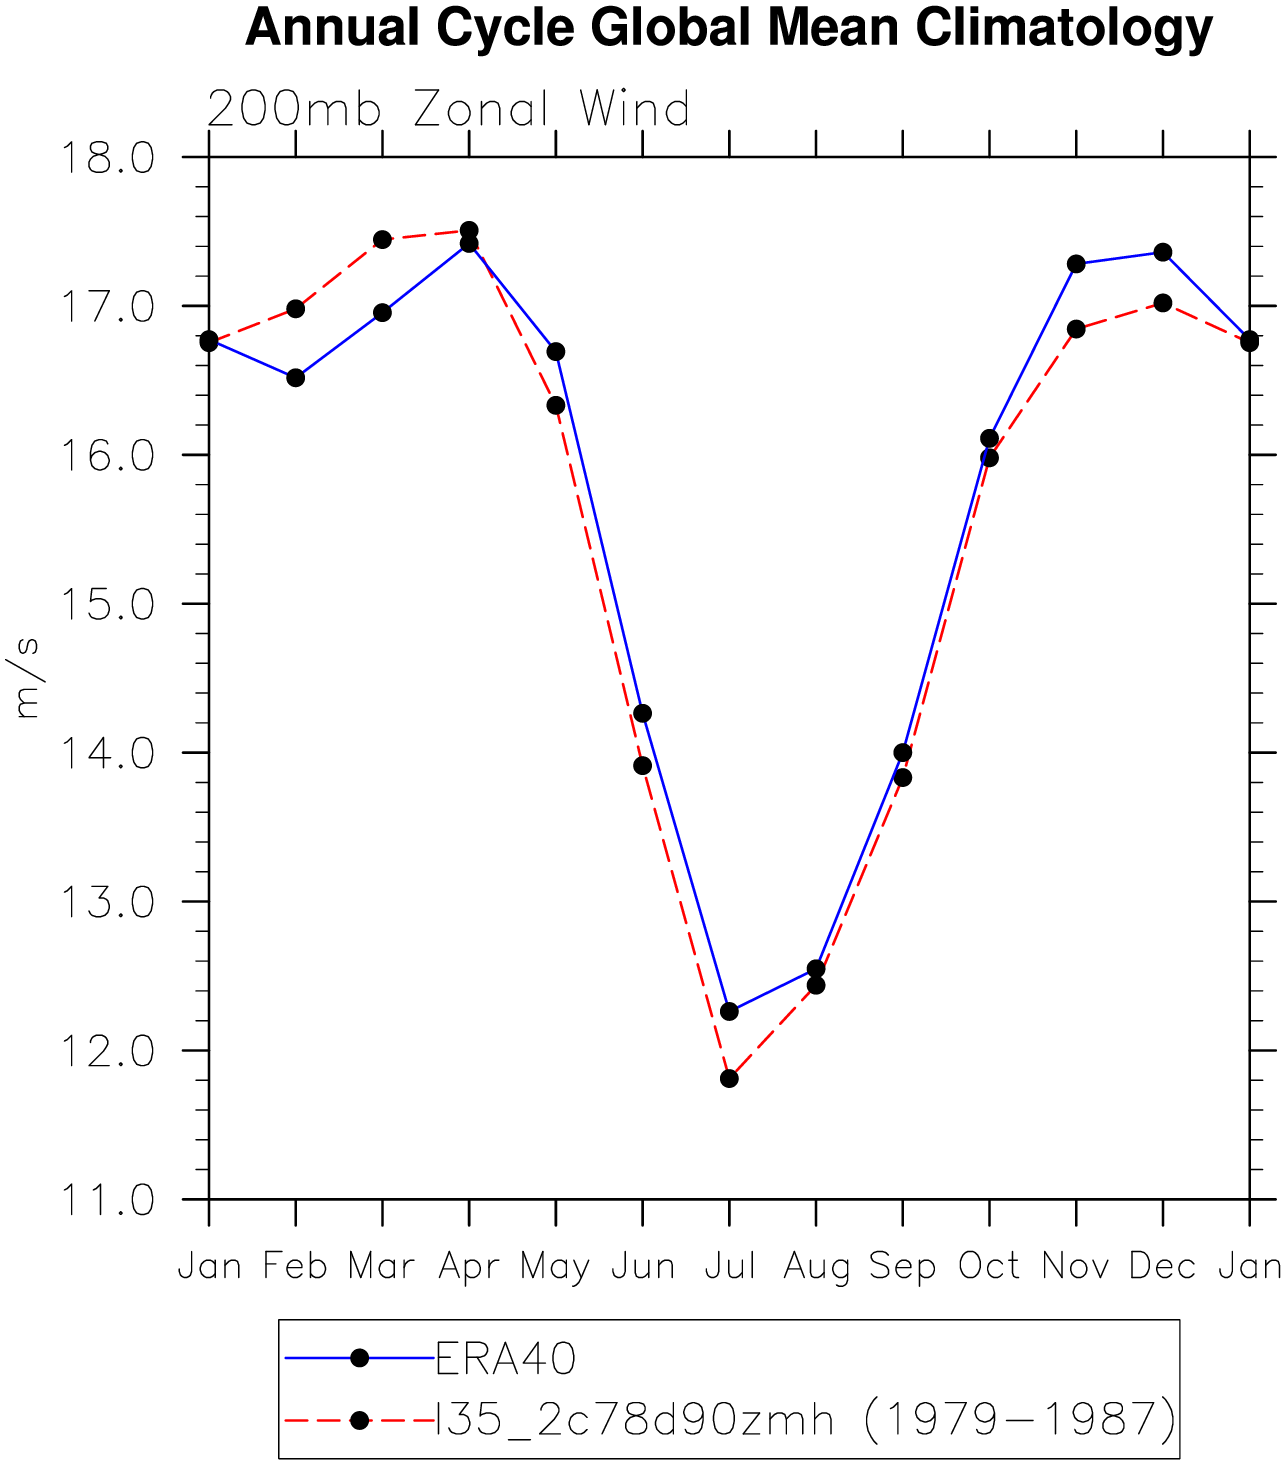 Annual Cycle Global Mean Climatology
200mb Zonal Wind
18.0
17.0
16.0
15.0
14.0
13.0
12.0
11.0
m/s
Jan Feb Mar Apr May Jun Jul Aug Sep Oct Nov Dec Jan
ERA40
I35_2c78d90zmh (1979-1987)